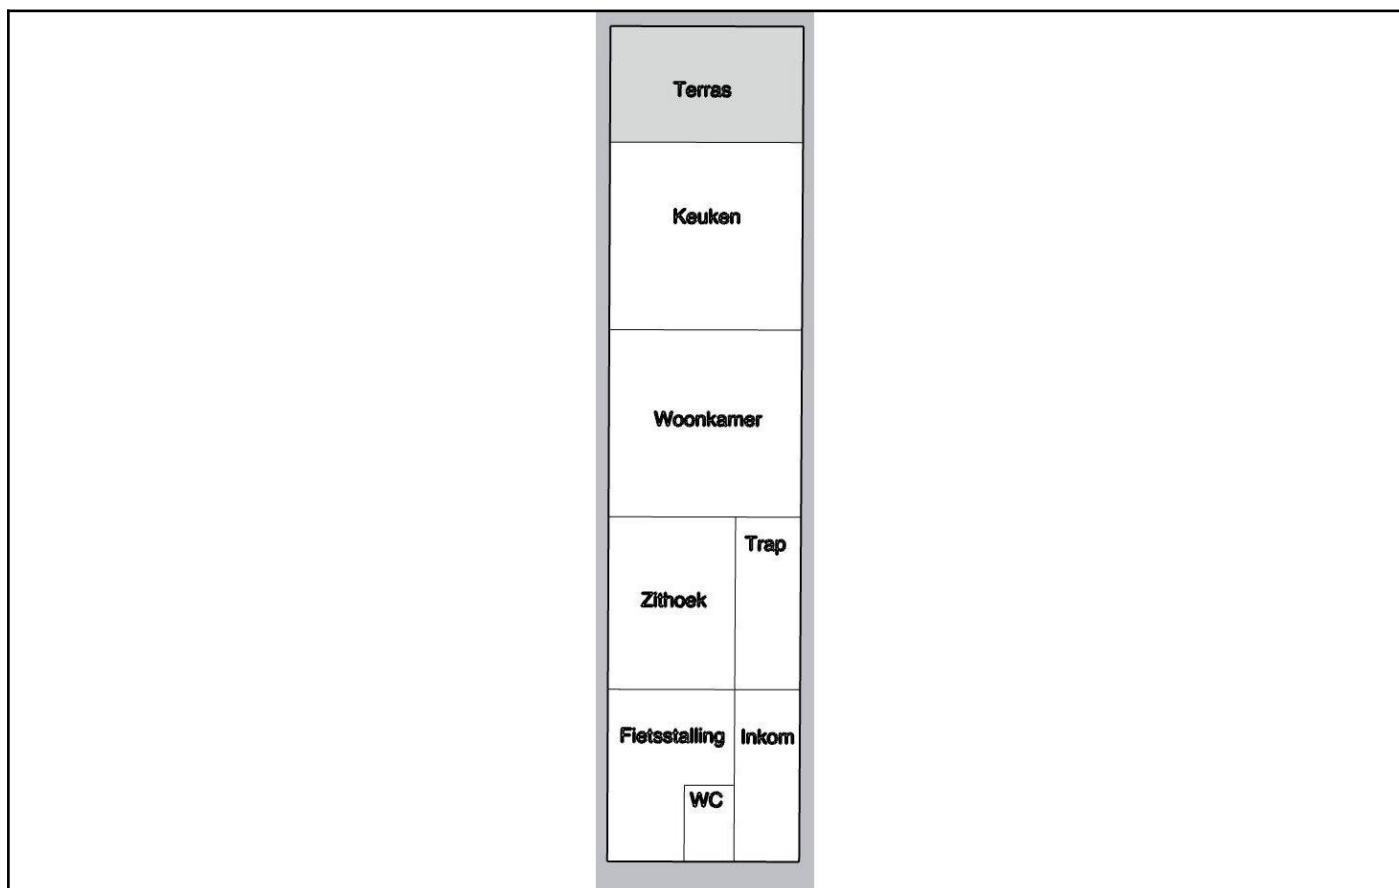 Terras
Keuken
Woonkamer
Trap
Zithoek
Fietsstalling
Inkom
WC